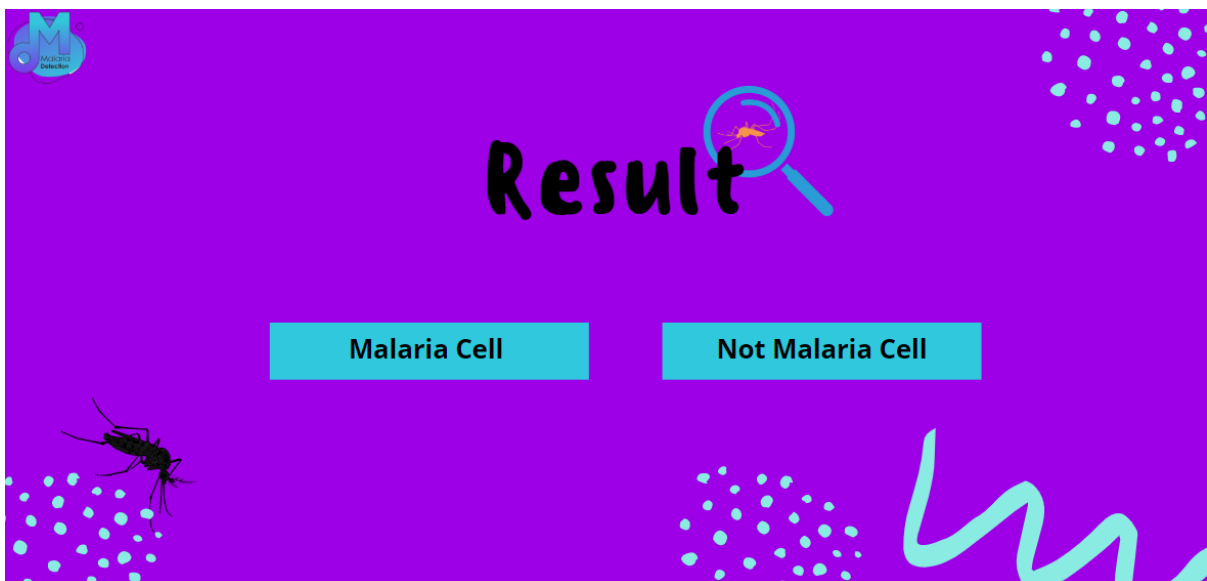 M
Malaria
Detection
Result
Malaria Cell
Not Malaria Cell